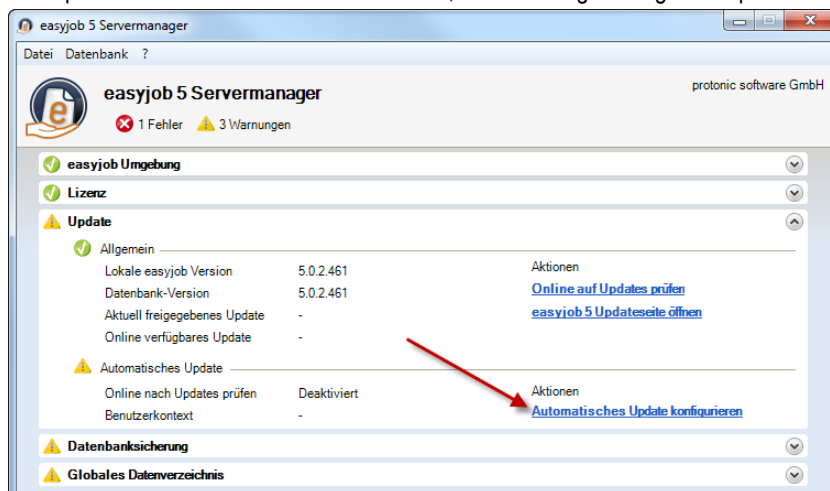 easyjob 5 Servermanager
Datei Datenbank ?
easyjob 5 Servermanager
protonic software GmbH
1 Fehler 3 Warnungen
easyjob Umgebung
Lizenz
Update
Allgemein
Lokale easyjob Version 5.0.2.461 Aktionen
Datenbank-Version 5.0.2.461 Online auf Updates prüfen
Aktuell freigegebenes Update - easyjob 5 Updateseite öffnen
Online verfügbares Update -
Automatisches Update
Online nach Updates prüfen Deaktiviert Aktionen
Benutzerkontext - Automatisches Update konfigurieren
Datenbanksicherung
Globales Datenverzeichnis